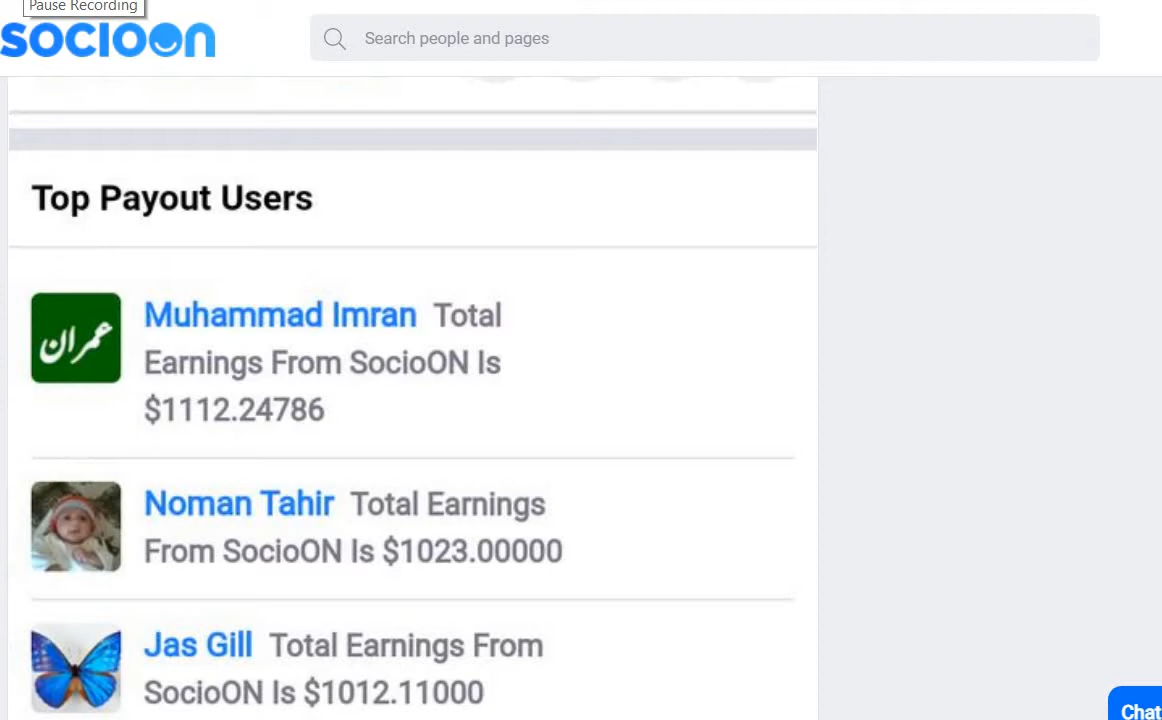 Pause Recording
socioon
Search people and pages
Top Payout Users
عمران
Muhammad Imran Total
Earnings From SocioON Is
$1112.24786
Noman Tahir Total Earnings
From SocioON Is $1023.00000
Jas Gill Total Earnings From
SocioON Is $1012.11000
Chat